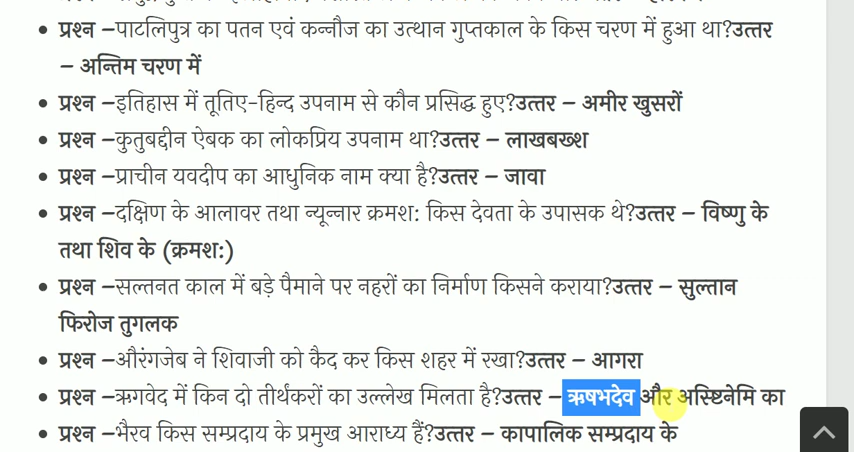 प्रश्न –पाटलिपुत्र का पतन एवं कन्नौज का उत्थान गुप्तकाल के किस चरण में हुआ था?उत्तर
– अन्तिम चरण में
प्रश्न –इतिहास में तूतिए-हिन्द उपनाम से कौन प्रसिद्ध हुए?उत्तर – अमीर खुसरों
प्रश्न –कुतुबद्दीन ऐबक का लोकप्रिय उपनाम था?उत्तर – लाखबख्श
प्रश्न –प्राचीन यवदीप का आधुनिक नाम क्या है?उत्तर – जावा
प्रश्न –दक्षिण के आलावर तथा न्यून्नार क्रमश: किस देवता के उपासक थे?उत्तर – विष्णु के
तथा शिव के (क्रमश:)
प्रश्न –सल्तनत काल में बड़े पैमाने पर नहरों का निर्माण किसने कराया?उत्तर – सुल्तान
फिरोज तुगलक
प्रश्न –औरंगजेब ने शिवाजी को कैद कर किस शहर में रखा?उत्तर – आगरा
प्रश्न –ऋगवेद में किन दो तीर्थंकरों का उल्लेख मिलता है?उत्तर – ऋषभदेव और अस्ष्टिनेमि का
प्रश्न –भैरव किस सम्प्रदाय के प्रमुख आराध्य हैं?उत्तर – कापालिक सम्प्रदाय के